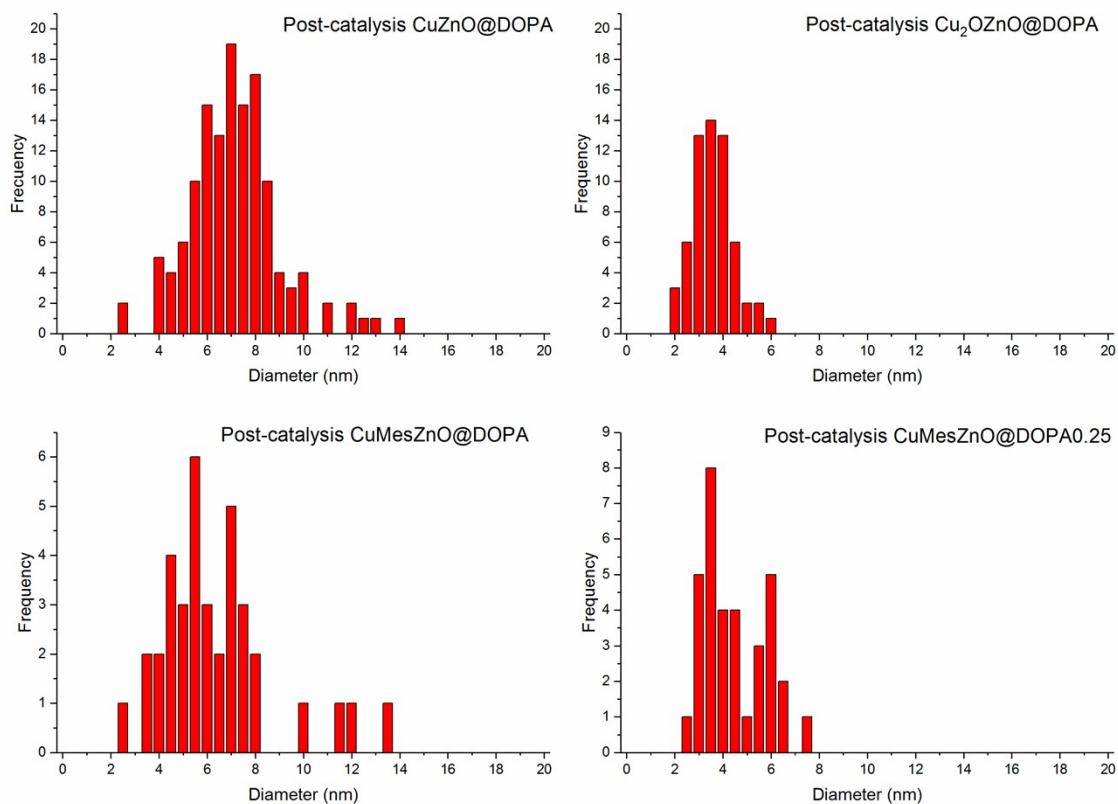 Post-catalysis CuZnO@DOPA
20
18
16
14
12
10
8
6
4
2
0
Frecuency
0 2 4 6 8 10 12 14 16 18 20
Diameter (nm)
Post-catalysis Cu₂OZnO@DOPA
20
18
16
14
12
10
8
6
4
2
0
Frequency
0 2 4 6 8 10 12 14 16 18 20
Diameter (nm)
Post-catalysis CuMesZnO@DOPA
6
5
4
3
2
1
0
Frequency
0 2 4 6 8 10 12 14 16 18 20
Diameter (nm)
Post-catalysis CuMesZnO@DOPA0.25
9
8
7
6
5
4
3
2
1
0
Frequency
0 2 4 6 8 10 12 14 16 18 20
Diameter (nm)